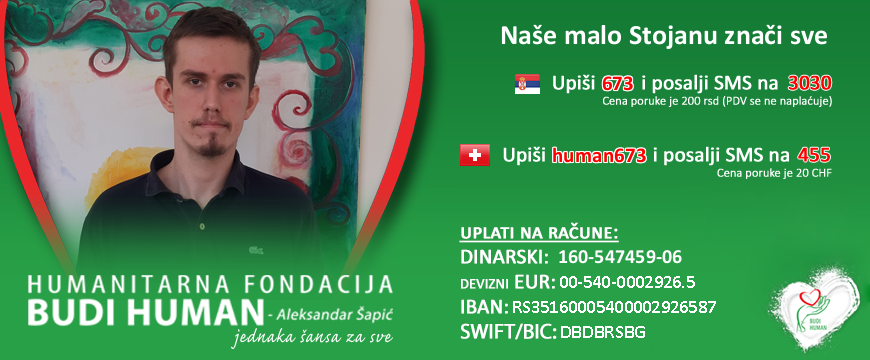 Naše malo Stojanu znači sve
Upiši 673 i posalji SMS na 3030
Cena poruke je 200 rsd (PDV se ne naplaćuje)
Upiši human673 i posalji SMS na 455
Cena poruke je 20 CHF
UPLATI NA RAČUNE:
DINARSKI: 160-547459-06
DEVIZNI EUR: 00-540-0002926.5
IBAN: RS35160005400002926587
SWIFT/BIC: DBDBRSBG
HUMANITARNA FONDACIJA
BUDI HUMAN - Aleksandar Šapić
jednaka šansa za sve
BUDI
HUMAN